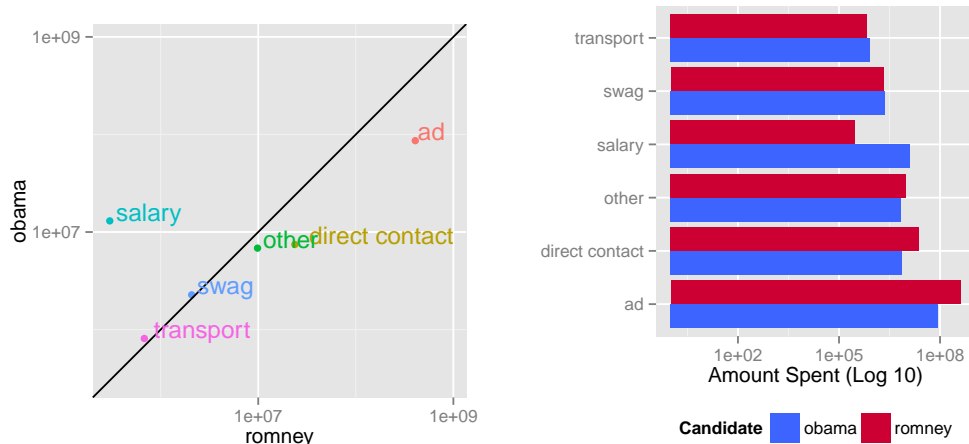 1e+09
ad
salary
1e+07
other
direct contact
swag
transport
obama
1e+07
1e+09
romney
transport
swag
salary
other
direct contact
ad
1e+02
1e+05
1e+08
Amount Spent (Log 10)
Candidate obama romney